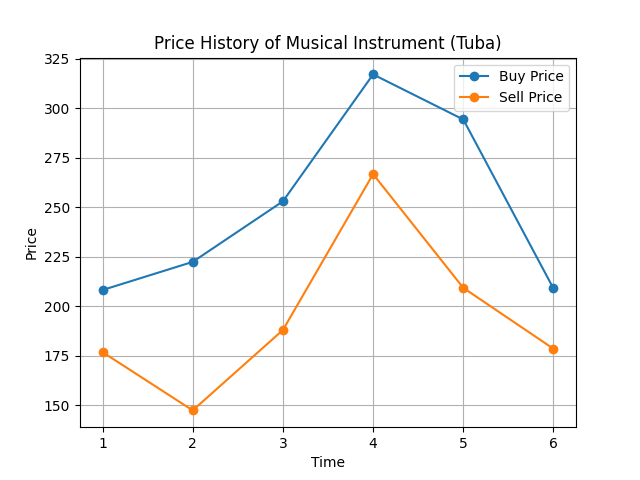 Price History of Musical Instrument (Tuba)
Buy Price
Sell Price
325
300
275
250
225
200
175
150
Price
1 2 3 4 5 6
Time